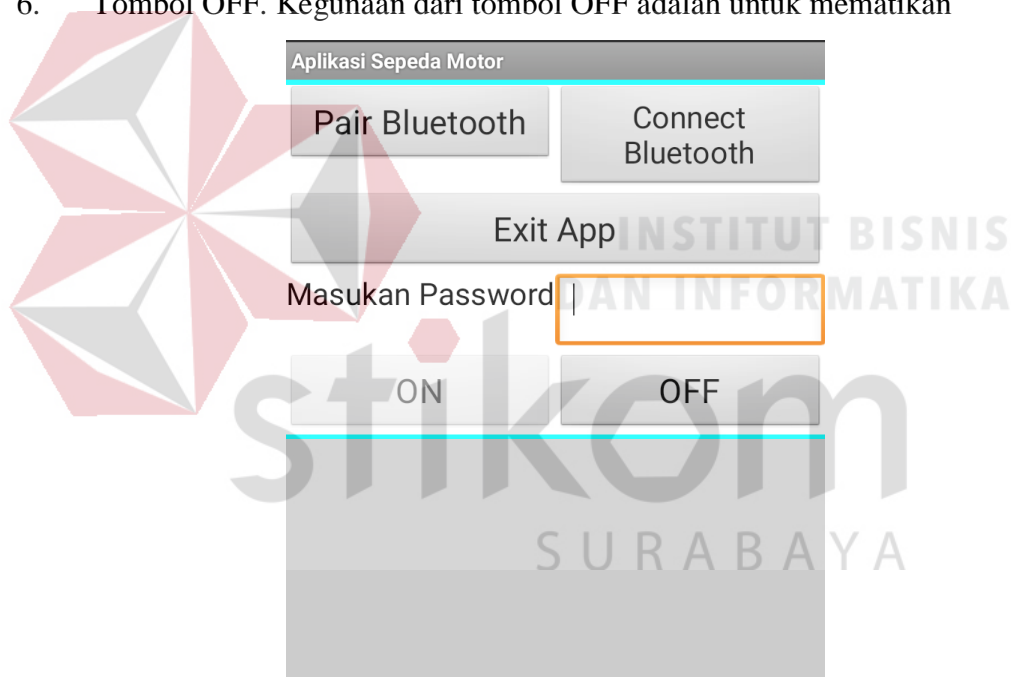 6. Tombol OFF. Kegunaan dari tombol OFF adalah untuk mematikan
Aplikasi Sepeda Motor
Pair Bluetooth
Connect
Bluetooth
Exit App
INSTITUT BISNIS
DAN INFORMATIKA
Masukan Password
ON
OFF
stikom
SURABAYA